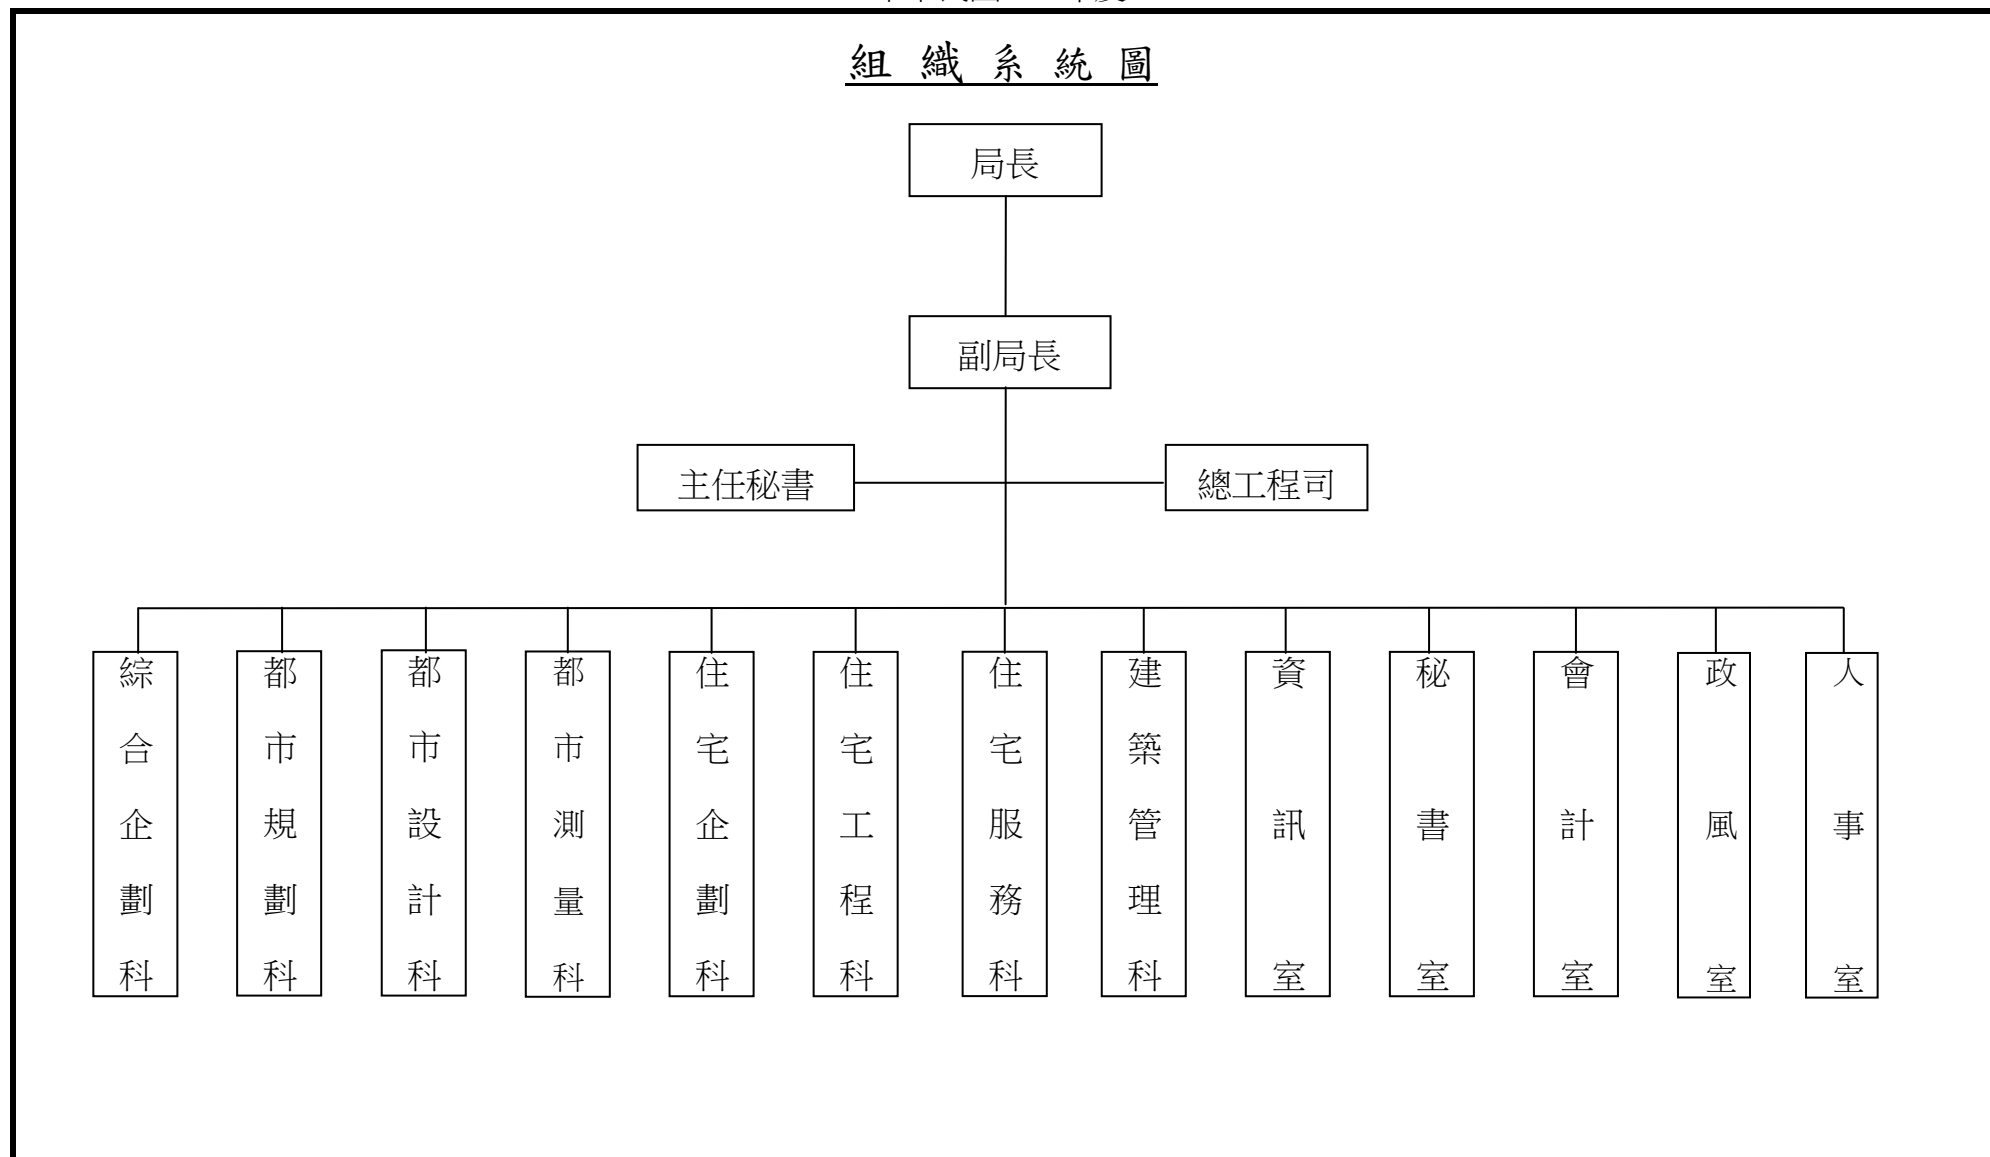 組織系統圖
局長
副局長
主任秘書
總工程司
綜合企劃科
都市規劃科
都市設計科
都市測量科
住宅企劃科
住宅工程科
住宅服務科
建築管理科
資訊室
秘書室
會計室
政風室
人事室